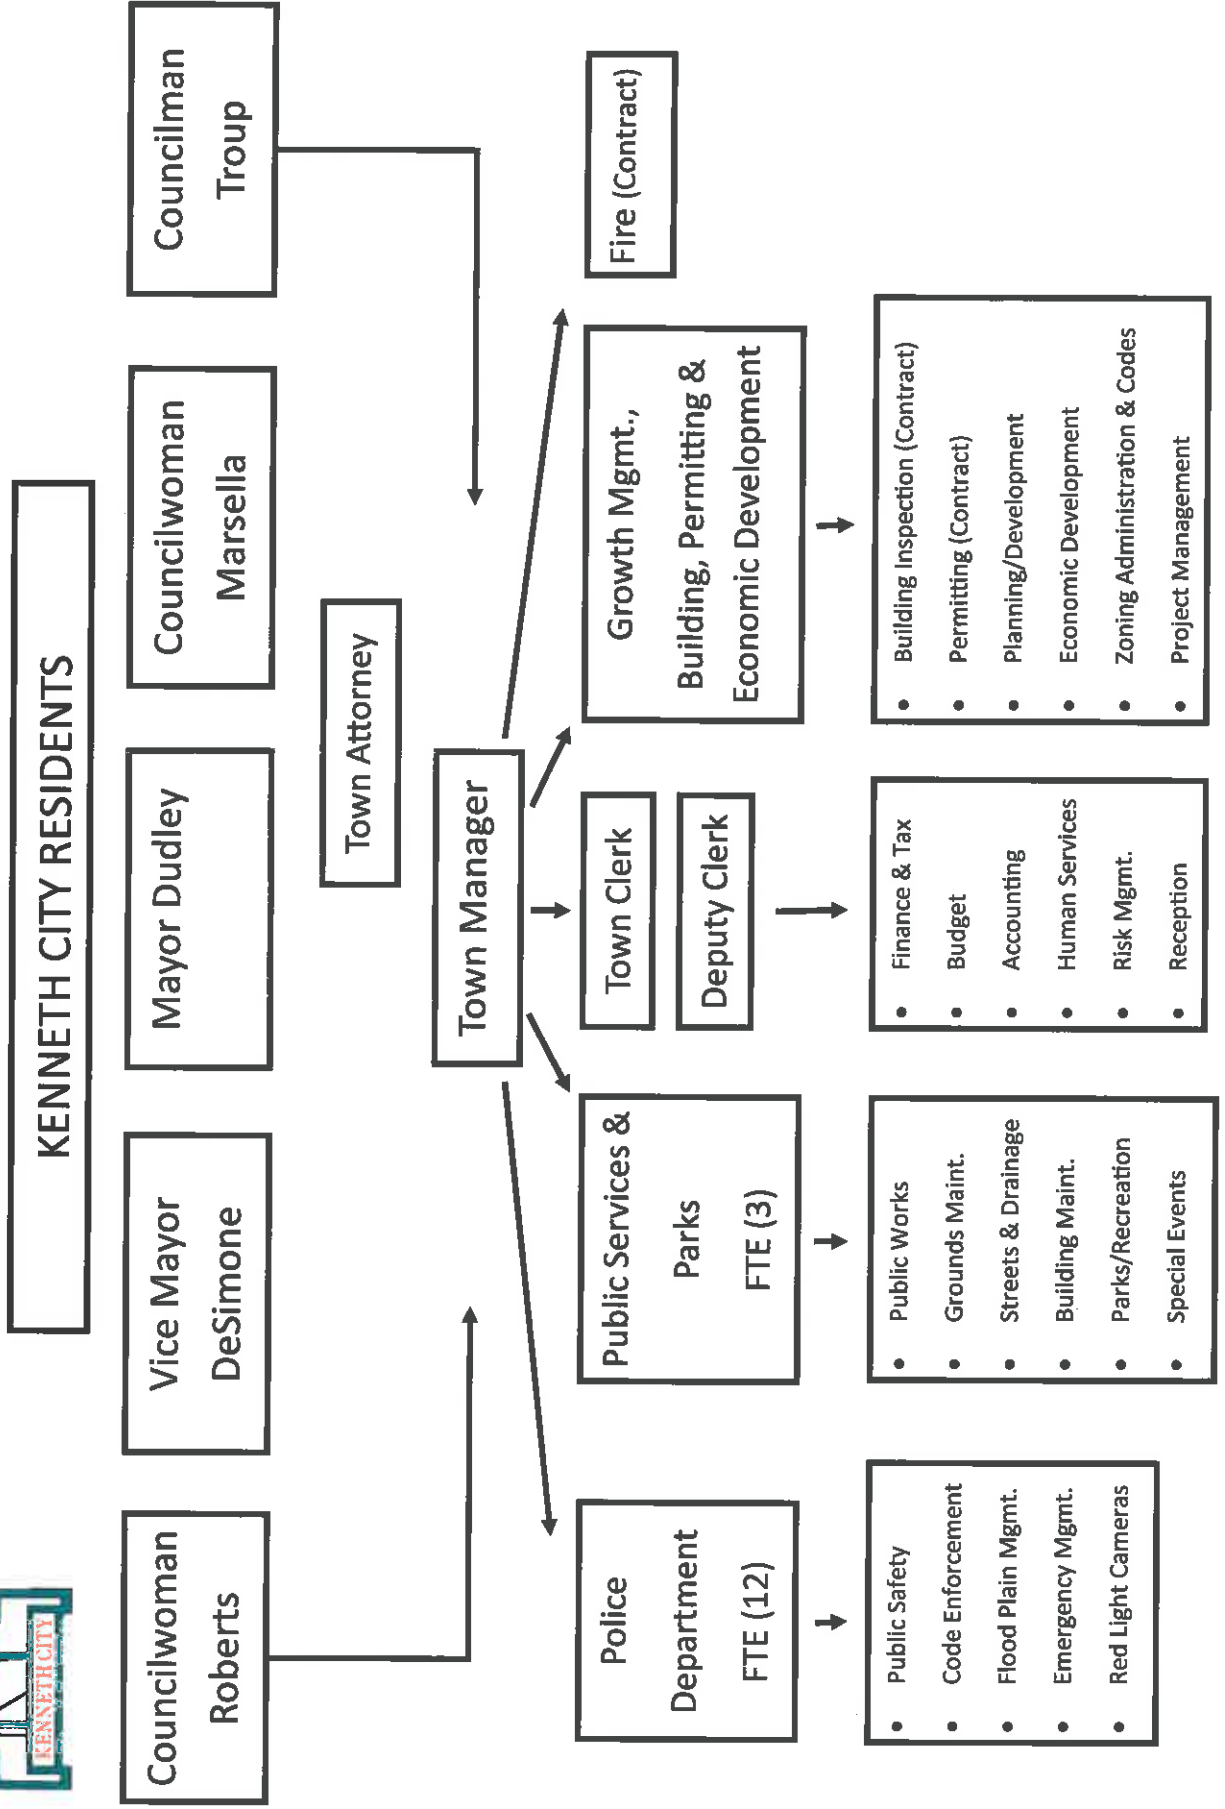 KENNETH CITY
KENNETH CITY RESIDENTS
Councilwoman
Roberts
Vice Mayor
DeSimone
Mayor Dudley
Councilwoman
Marsella
Councilman
Troup
Town Attorney
Town Manager
Police
Department
FTE (12)
Public Services &
Parks
FTE (3)
Town Clerk
Deputy Clerk
Growth Mgmt.,
Building, Permitting &
Economic Development
Fire (Contract)
• Public Safety
• Code Enforcement
• Flood Plain Mgmt.
• Emergency Mgmt.
• Red Light Cameras
• Public Works
• Grounds Maint.
• Streets & Drainage
• Building Maint.
• Parks/Recreation
• Special Events
• Finance & Tax
• Budget
• Accounting
• Human Services
• Risk Mgmt.
• Reception
• Building Inspection (Contract)
• Permitting (Contract)
• Planning/Development
• Economic Development
• Zoning Administration & Codes
• Project Management